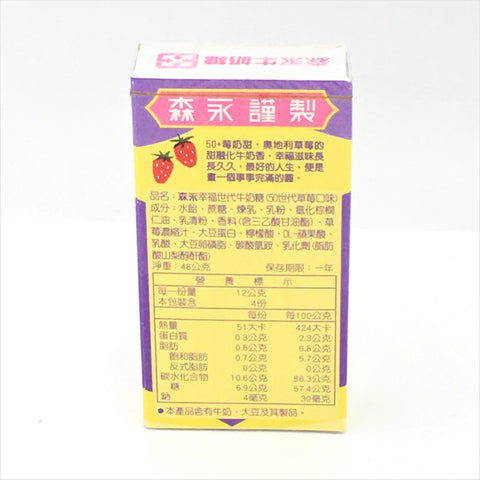 森永牛奶糖
森永謹製
50+莓奶甜，奧地利草莓的
甜融化牛奶香，幸福滋味長
長久久，最好的人生，便是
畫一個事事完滿的圓。
品名：森永幸福世代牛奶糖(50世代草莓口味)
成分：水飴、蔗糖、煉乳、乳粉、氫化棕櫚
仁油、乳清粉、香料(含三乙酸甘油酯)、草
莓濃縮汁、大豆蛋白、檸檬酸、DL-蘋果酸、
乳酸、大豆卵磷脂、碳酸氫銨、乳化劑(脂肪
酸山梨醇酐酯)
淨重：48公克 保存期限：一年
營養標示
每一份量 12公克
本包裝含 4份
每份 每100公克
熱量 51大卡 424大卡
蛋白質 0.3公克 2.3公克
脂肪 0.8公克 6.8公克
飽和脂肪 0.7公克 5.7公克
反式脂肪 0公克 0公克
碳水化合物 10.6公克 88.3公克
糖 6.9公克 57.4公克
鈉 4毫克 30毫克
●本產品含有牛奶、大豆及其製品。